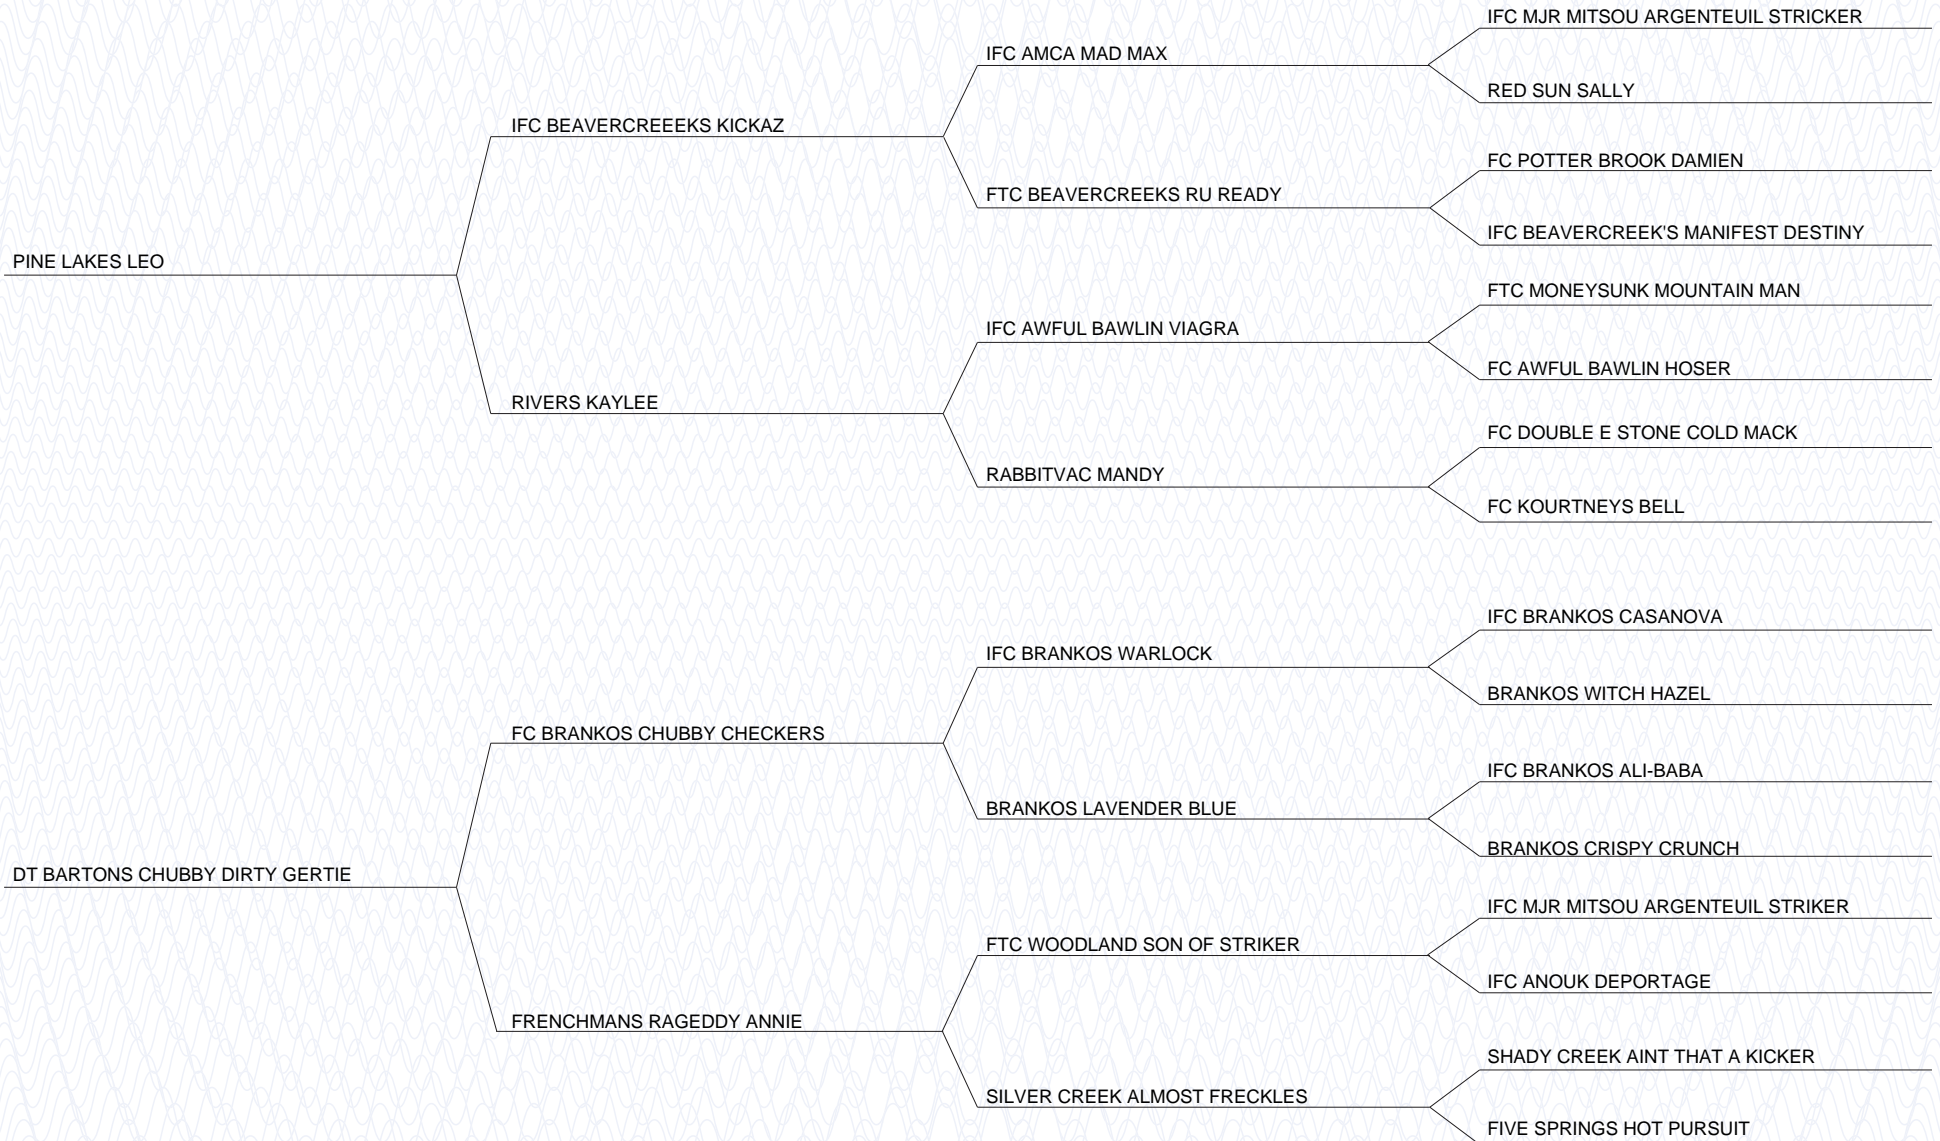 IFC MJR MITSOU ARGENTEUIL STRICKER
IFC AMCA MAD MAX
RED SUN SALLY
IFC BEAVERCREEEKS KICKAZ
FC POTTER BROOK DAMIEN
FTC BEAVERCREEKS RU READY
IFC BEAVERCREEK'S MANIFEST DESTINY
PINE LAKES LEO
FTC MONEYSUNK MOUNTAIN MAN
IFC AWFUL BAWLIN VIAGRA
FC AWFUL BAWLIN HOSER
RIVERS KAYLEE
FC DOUBLE E STONE COLD MACK
RABBITVAC MANDY
FC KOURTNEYS BELL
IFC BRANKOS CASANOVA
IFC BRANKOS WARLOCK
BRANKOS WITCH HAZEL
FC BRANKOS CHUBBY CHECKERS
IFC BRANKOS ALI-BABA
BRANKOS LAVENDER BLUE
BRANKOS CRISPY CRUNCH
DT BARTONS CHUBBY DIRTY GERTIE
IFC MJR MITSOU ARGENTEUIL STRIKER
FTC WOODLAND SON OF STRIKER
IFC ANOUK DEPORTAGE
FRENCHMANS RAGEDDY ANNIE
SHADY CREEK AINT THAT A KICKER
SILVER CREEK ALMOST FRECKLES
FIVE SPRINGS HOT PURSUIT